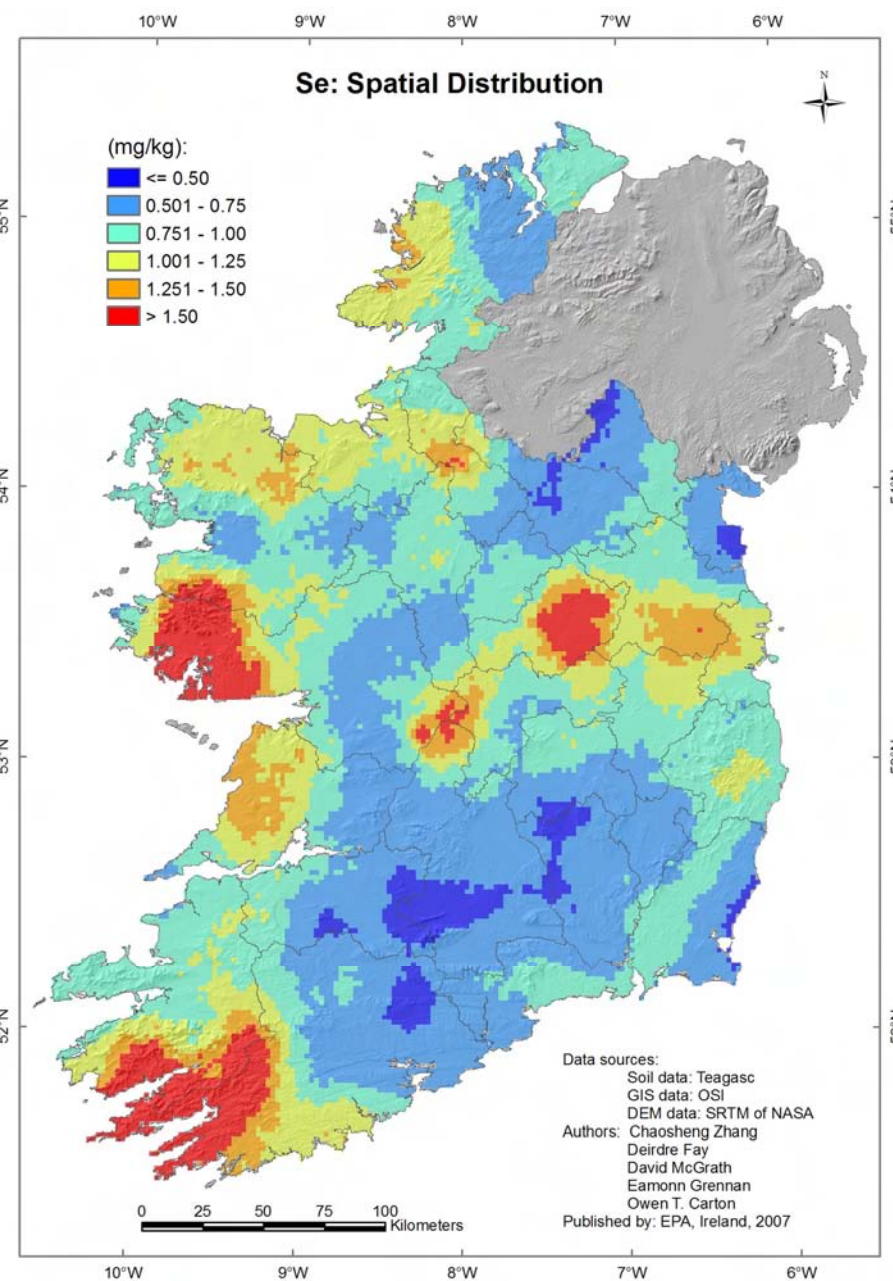 10°W 9°W 8°W 7°W 6°W
Se: Spatial Distribution
N
(mg/kg):
<= 0.50
0.501 - 0.75
0.751 - 1.00
1.001 - 1.25
1.251 - 1.50
> 1.50
55°N
54°N
53°N
52°N
Data sources:
Soil data: Teagasc
GIS data: OSI
DEM data: SRTM of NASA
Authors: Chaosheng Zhang
Deirdre Fay
David McGrath
Eamonn Grennan
Owen T. Carton
Published by: EPA, Ireland, 2007
0 25 50 75 100
Kilometers
10°W 9°W 8°W 7°W 6°W